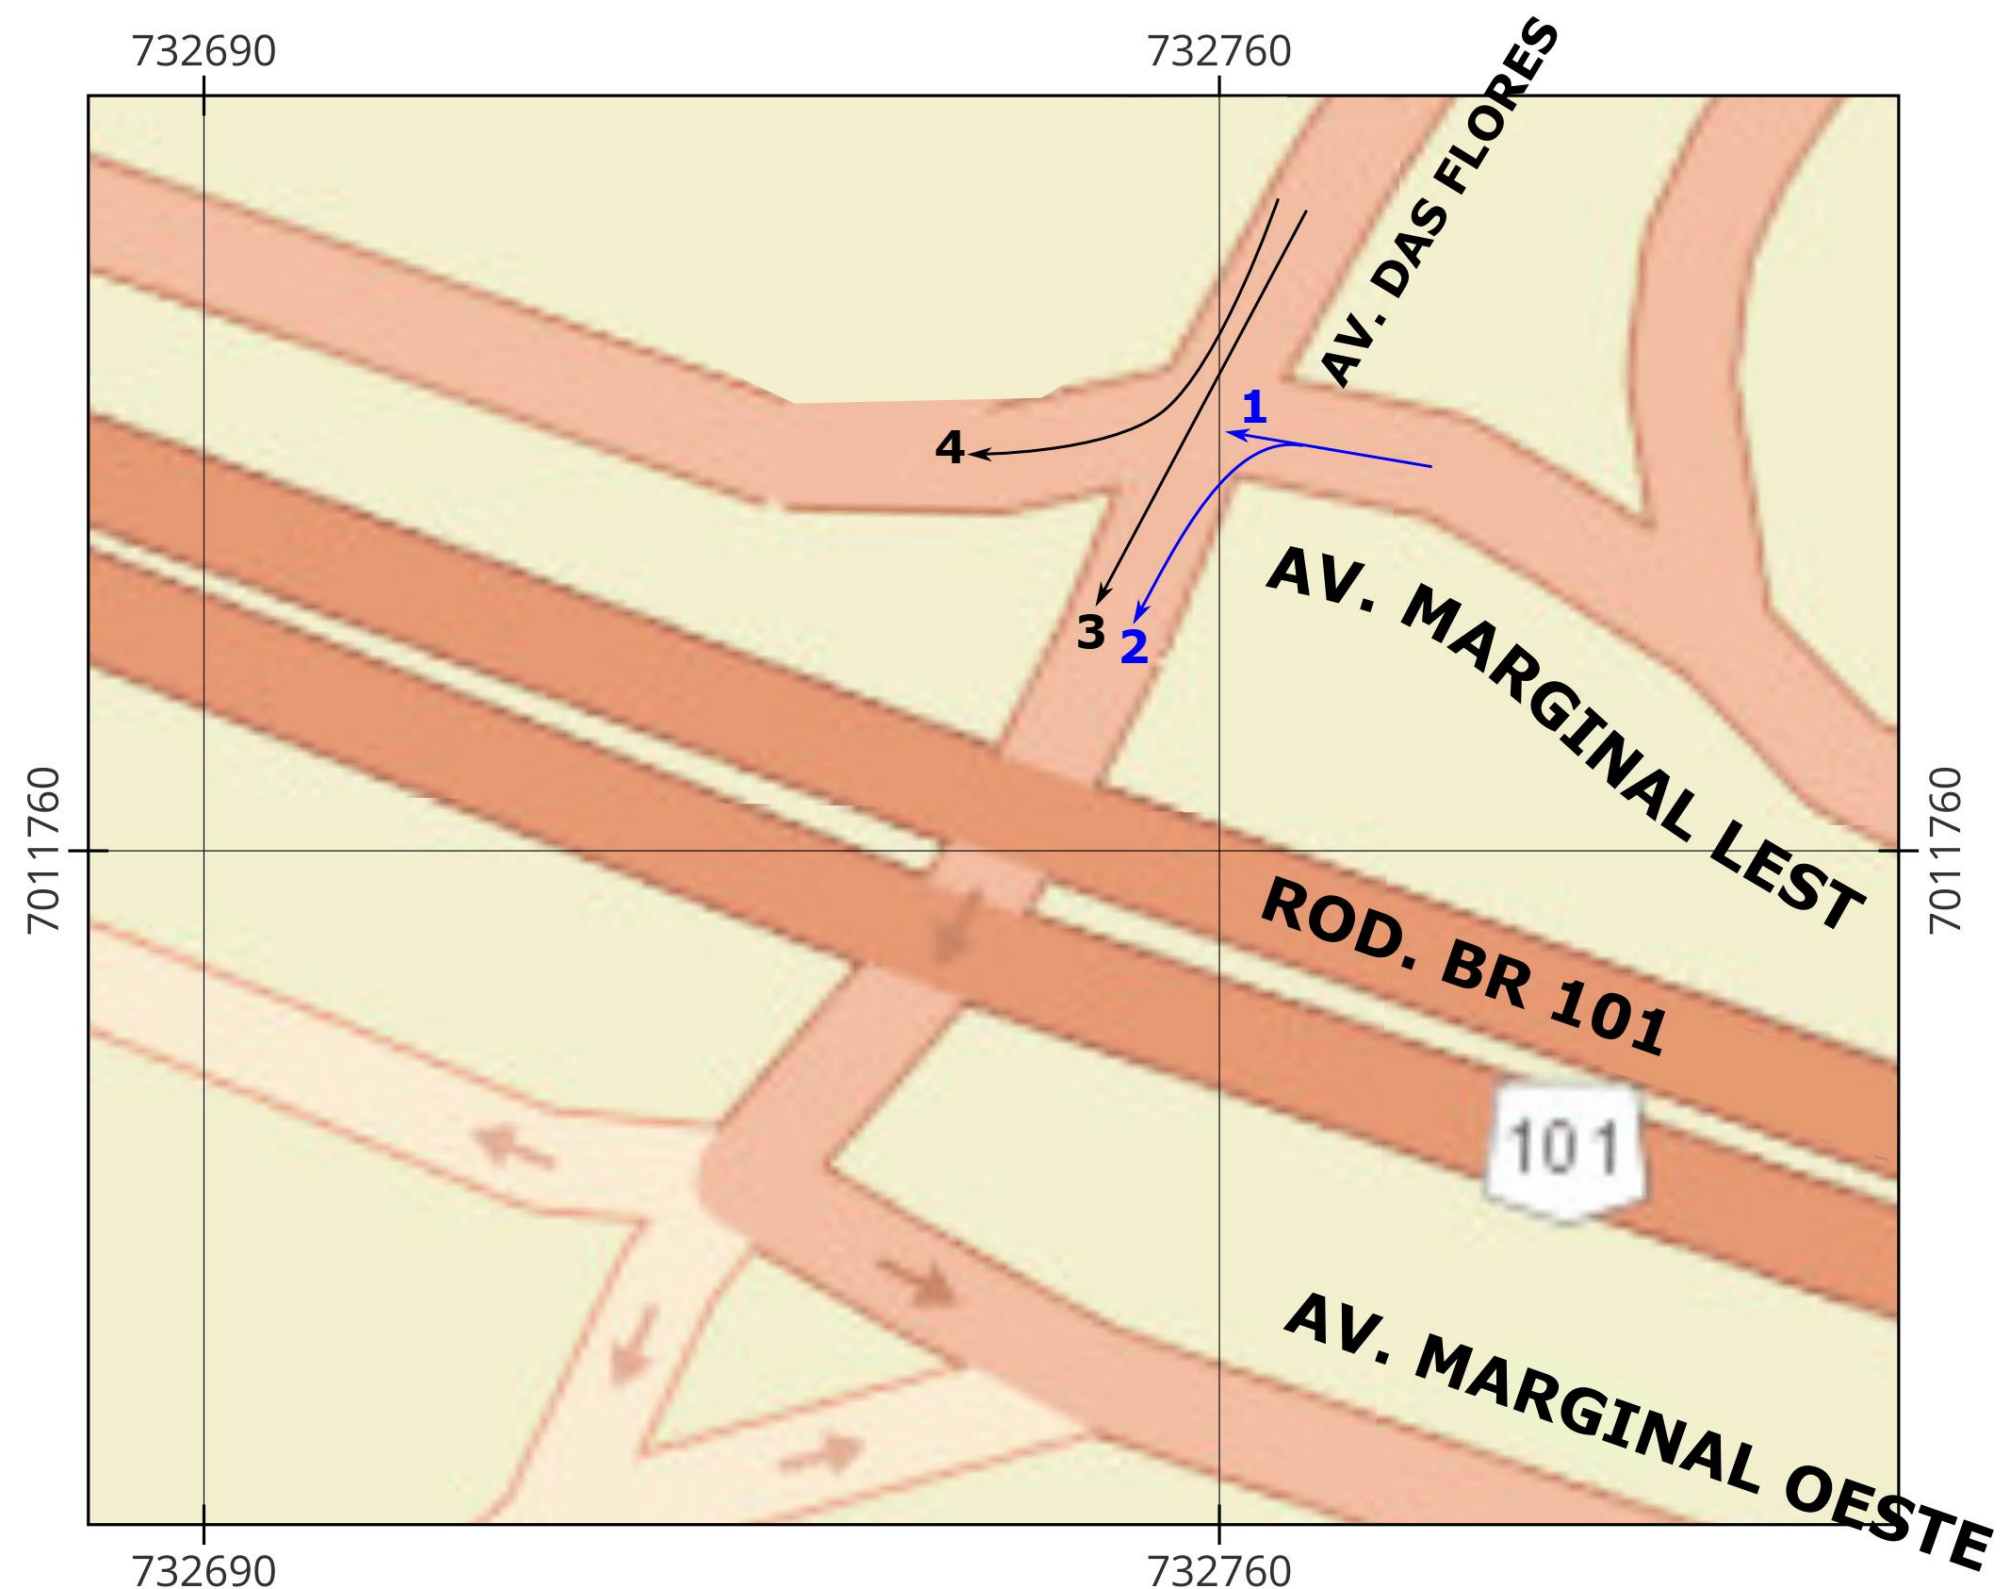 732690
732760
AV. DAS FLORES
1
4
3
2
AV. MARGINAL LEST
7011760
7011760
ROD. BR 101
101
AV. MARGINAL OESTE
732690
732760